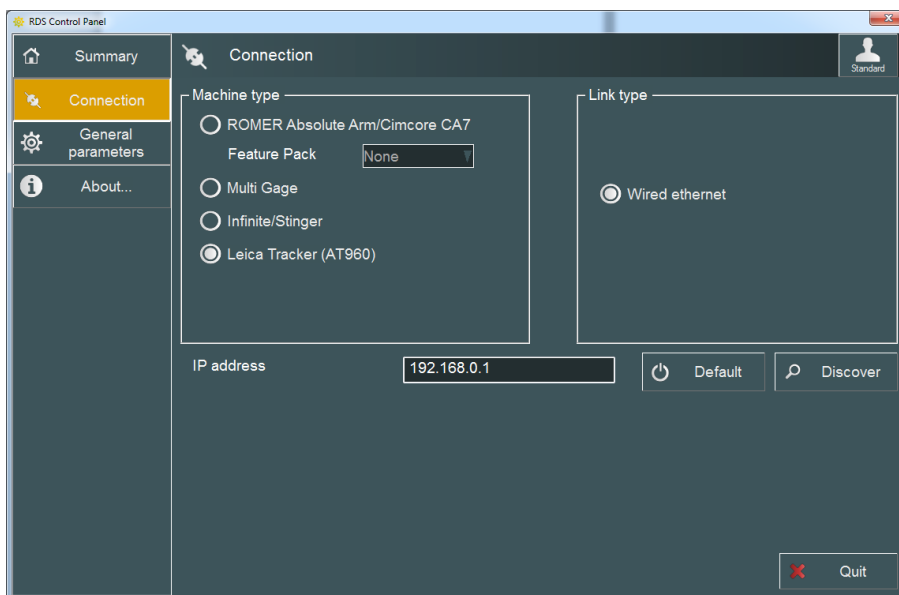 RDS Control Panel
Summary
Connection
General
parameters
About...
Connection
Standard
Machine type
ROMER Absolute Arm/Cimcore CA7
Feature Pack
None
Multi Gage
Infinite/Stinger
Leica Tracker (AT960)
Link type
Wired ethernet
IP address
192.168.0.1
Default
Discover
Quit